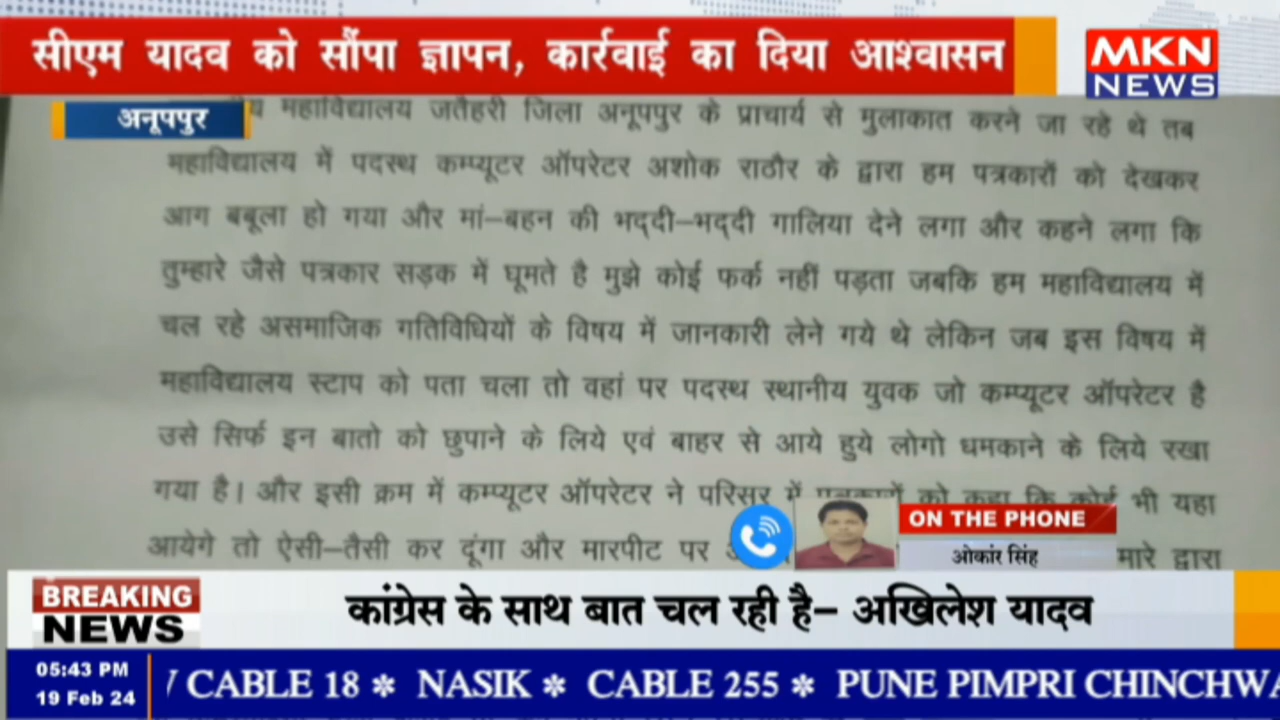 सीएम यादव को सौंपा ज्ञापन, कार्रवाई का दिया आश्वासन
MKN
NEWS
अनूपपुर
महाविद्यालय जतैहरी जिला अनूपपुर के प्राचार्य से मुलाकात करने जा रहे थे तब
महाविद्यालय में पदस्थ कम्प्यूटर ऑपरेटर अशोक राठौर के द्वारा हम पत्रकारों को देखकर
आग बबूला हो गया और मां–बहन की भद्दी–भद्दी गालिया देने लगा और कहने लगा कि
तुम्हारे जैसे पत्रकार सड़क में घूमते है मुझे कोई फर्क नहीं पड़ता जबकि हम महाविद्यालय में
चल रहे असमाजिक गतिविधियों के विषय में जानकारी लेने गये थे लेकिन जब इस विषय में
महाविद्यालय स्टाप को पता चला तो वहां पर पदस्थ स्थानीय युवक जो कम्प्यूटर ऑपरेटर है
उसे सिर्फ इन बातो को छुपाने के लिये एवं बाहर से आये हुये लोगो धमकाने के लिये रखा
गया है। और इसी क्रम में कम्प्यूटर ऑपरेटर ने परिसर में को कहा कि कोई भी यहा
आयेगे तो ऐसी–तैसी कर दूंगा और मारपीट पर द्वारा
ON THE PHONE
ओकांर सिंह
BREAKING
NEWS
कांग्रेस के साथ बात चल रही है– अखिलेश यादव
05:43 PM
19 Feb 24
CABLE 18 ✻ NASIK ✻ CABLE 255 ✻ PUNE PIMPRI CHINCHWA